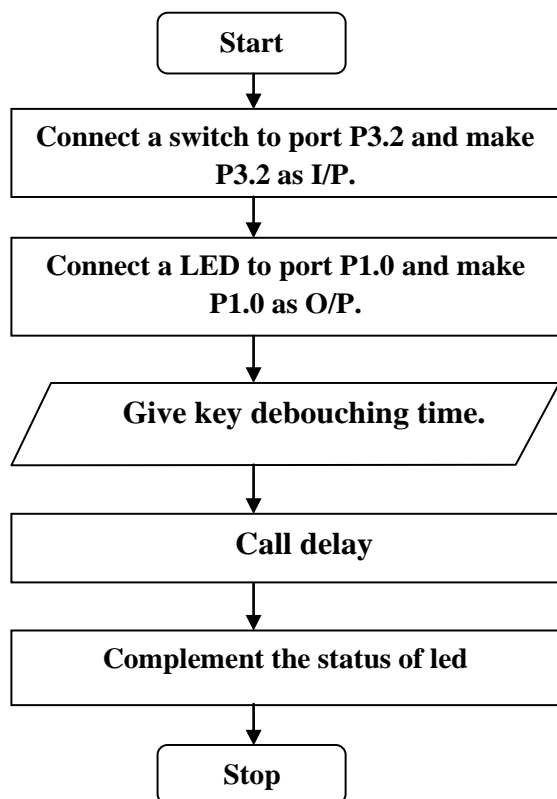 Start
Connect a switch to port P3.2 and make
P3.2 as I/P.
Connect a LED to port P1.0 and make
P1.0 as O/P.
Give key debouching time.
Call delay
Complement the status of led
Stop